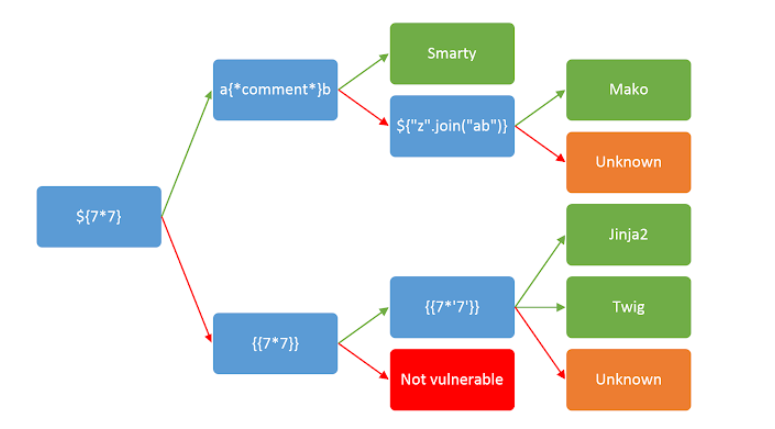 Smarty
a{*comment*}b
Mako
${"z".join("ab")}
Unknown
${7*7}
Jinja2
{{7*'7'}}
Twig
{{7*7}}
Not vulnerable
Unknown